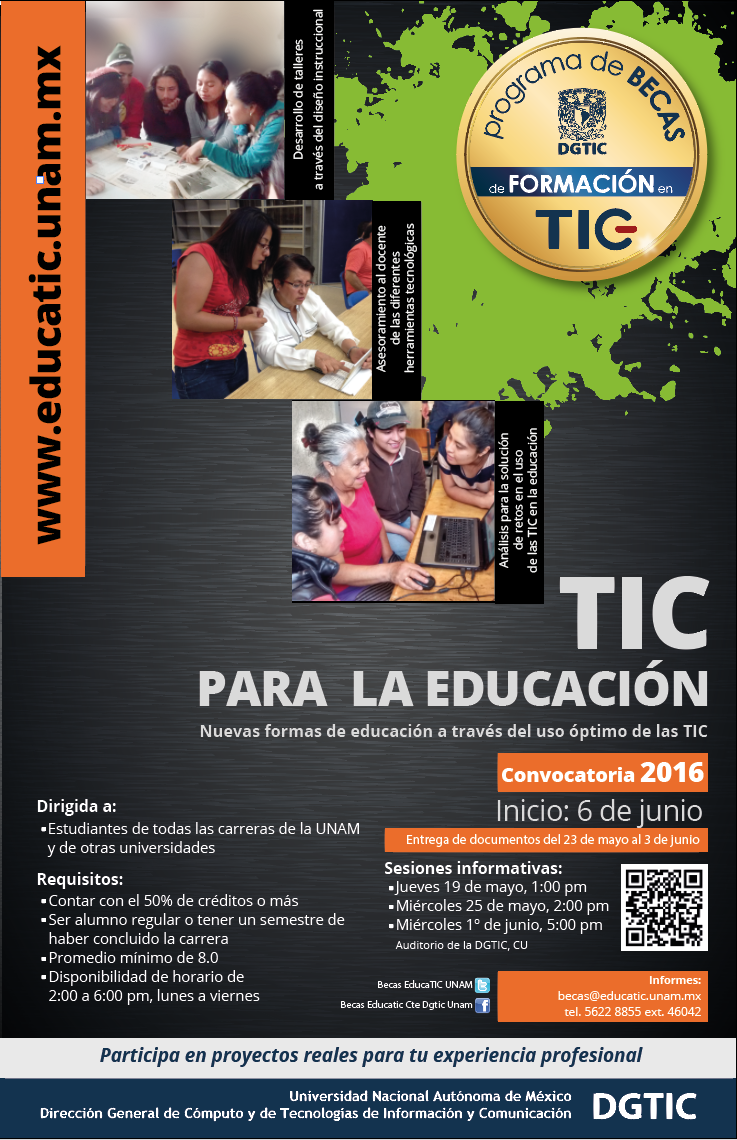 www.educatic.unam.mx
Desarrollo de talleres
a través del diseño instruccional
programa de BECAS
DGTIC
de FORMACIÓN en
TIC
Asesoramiento al docente
de las diferentes
herramientas tecnológicas
Análisis para la solución
de retos en el uso
de las TIC en la educación
TIC
PARA LA EDUCACIÓN
Nuevas formas de educación a través del uso óptimo de las TIC
Convocatoria 2016
Inicio: 6 de junio
Entrega de documentos del 23 de mayo al 3 de junio
Dirigida a:
▪Estudiantes de todas las carreras de la UNAM
y de otras universidades
Requisitos:
▪Contar con el 50% de créditos o más
▪Ser alumno regular o tener un semestre de
haber concluido la carrera
▪Promedio mínimo de 8.0
▪Disponibilidad de horario de
2:00 a 6:00 pm, lunes a viernes
Sesiones informativas:
▪Jueves 19 de mayo, 1:00 pm
▪Miércoles 25 de mayo, 2:00 pm
▪Miércoles 1º de junio, 5:00 pm
Auditorio de la DGTIC, CU
Becas EducaTIC UNAM
Becas Educatic Cte Dgtic Unam
Informes:
becas@educatic.unam.mx
tel. 5622 8855 ext. 46042
Participa en proyectos reales para tu experiencia profesional
Universidad Nacional Autónoma de México
Dirección General de Cómputo y de Tecnologías de Información y Comunicación
DGTIC